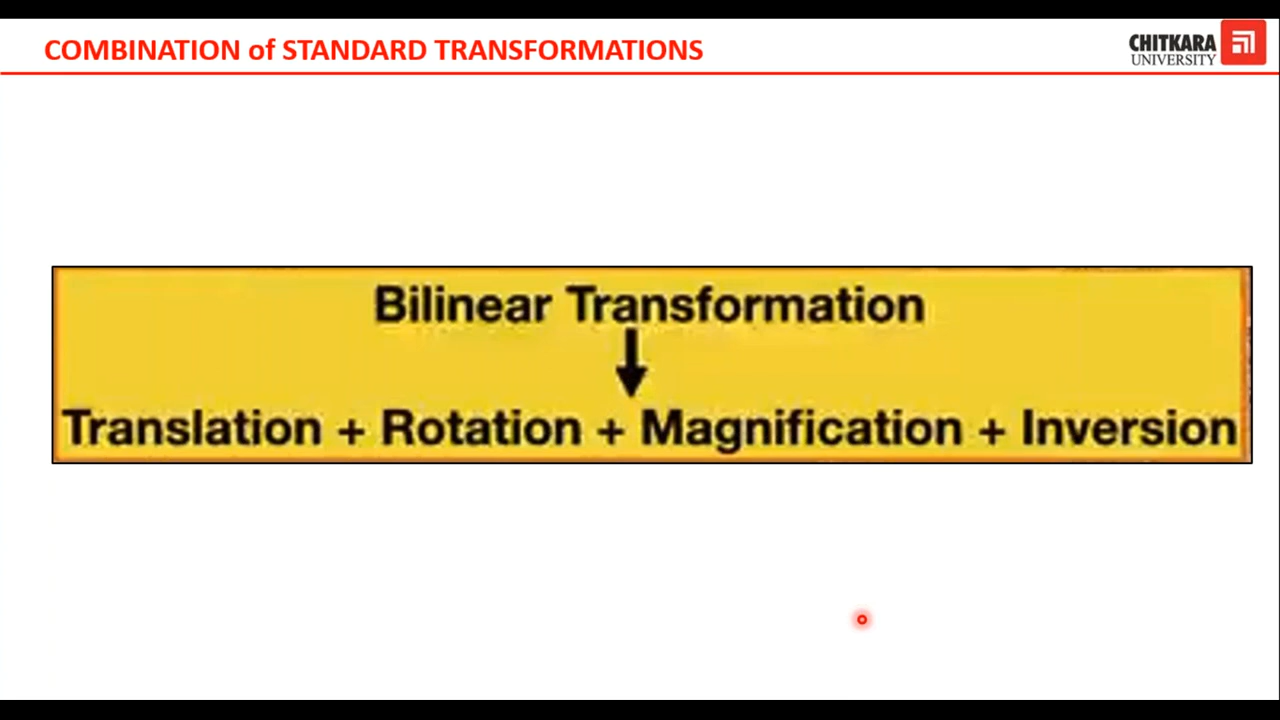 COMBINATION of STANDARD TRANSFORMATIONS
CHITKARA
UNIVERSITY
Bilinear Transformation
Translation + Rotation + Magnification + Inversion